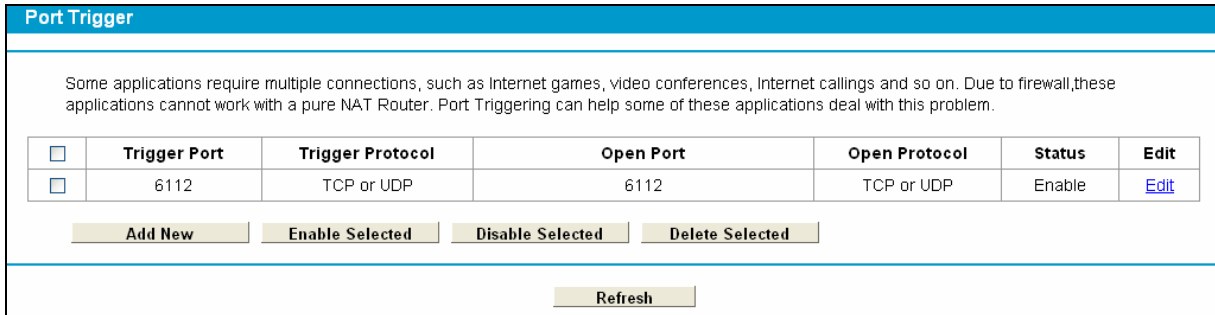 Port Trigger
Some applications require multiple connections, such as Internet games, video conferences, Internet callings and so on. Due to firewall,these
applications cannot work with a pure NAT Router. Port Triggering can help some of these applications deal with this problem.
Trigger Port Trigger Protocol Open Port Open Protocol Status Edit
6112 TCP or UDP 6112 TCP or UDP Enable Edit
Add New Enable Selected Disable Selected Delete Selected
Refresh